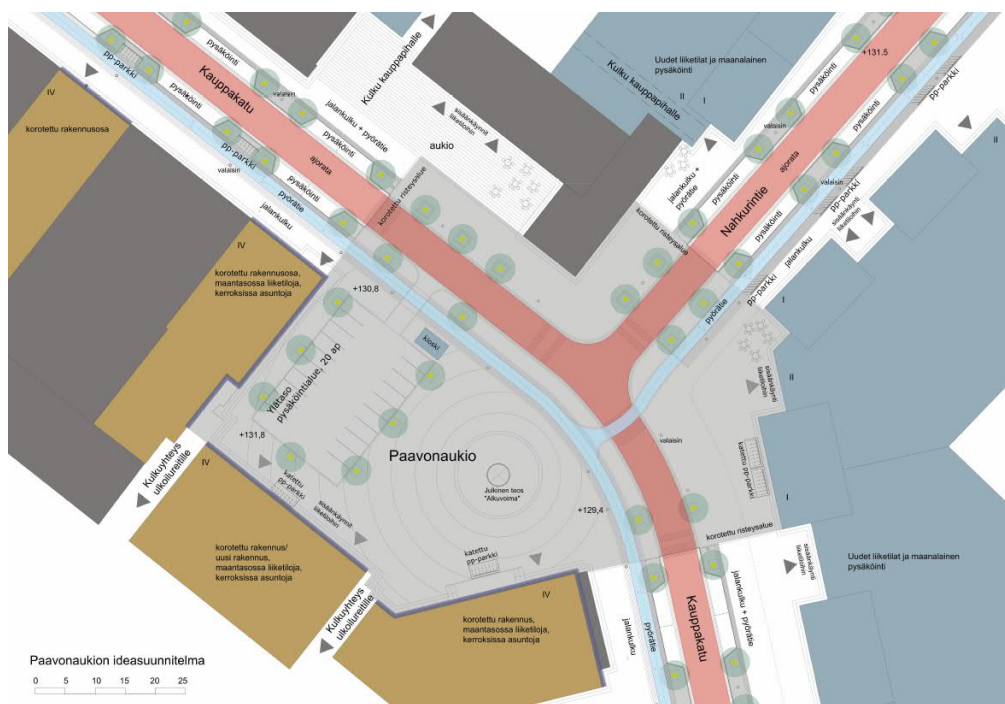 pp-parkki
pysäköinti
Kauppakatu
pysäköinti
valaisin
jalankulku + pyörätie
Kulku kauppapihalle
aukio
sisäänkäynnit
liiketiloihin
Kulku kauppapihalle
II
I
Uudet liiketilat ja maanalainen
pysäköinti
+131.5
pysäköinti
pp-parkki
IV
korotettu rakennusosa
pp-parkki
valaisin
pysäköinti
pysäköinti
ajorata
pyörätie
jalankulku
korotettu risteysalue
jalankulku +
pyörätie
korotettu risteysalue
valaisin
pysäköinti
pysäköinti
ajorata
Nahkurintie
pysäköinti
valaisin
pysäköinti
pp-parkki
sisäänkäynti
liiketiloihin
jalankulku
pp-parkki
pyörätie
II
I
IV
korotettu rakennusosa,
maantasossa liiketiloja,
kerroksissa asuntoja
+130,8
kioski
Ylätaso
pysäköintialue, 20 ap
+131,8
Paavonaukio
Julkinen teos
"Alkuvoima"
+129,4
valaisin
sisäänkäynti
liiketiloihin
II
katettu
pp-parkki
I
Kulkuyhteys
ulkoilureitille
IV
katettu
pp-parkki
sisäänkäynnit
liiketiloihin
katettu
pp-parkki
korotettu risteysalue
sisäänkäynti
liiketiloihin
Uudet liiketilat ja maanalainen
pysäköinti
korotettu rakennus/
uusi rakennus,
maantasossa liiketiloja,
kerroksissa asuntoja
Kulkuyhteys
ulkoilureitille
IV
korotettu rakennus,
maantasossa liiketiloja,
kerroksissa asuntoja
jalankulku
pyörätie
Kauppakatu
jalankulku + pyörätie
Paavonaukion ideasuunnitelma
0 5 10 15 20 25